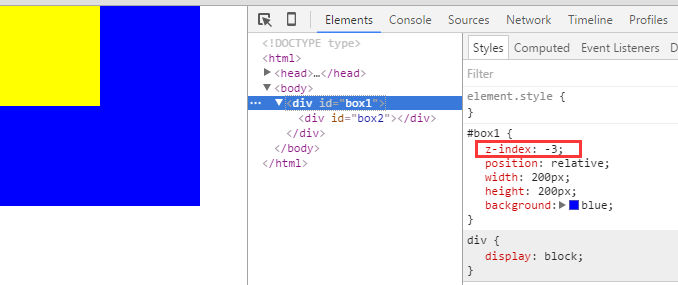 Elements Console Sources Network Timeline Profiles
<!DOCTYPE type>
<html>
▶<head>…</head>
▼<body>
… ▼<div id="box1">
<div id="box2"></div>
</div>
</body>
</html>
Styles Computed Event Listeners D
Filter
element.style {
}
#box1 {
z-index: -3;
position: relative;
width: 200px;
height: 200px;
background:▶blue;
}
div {
display: block;
}